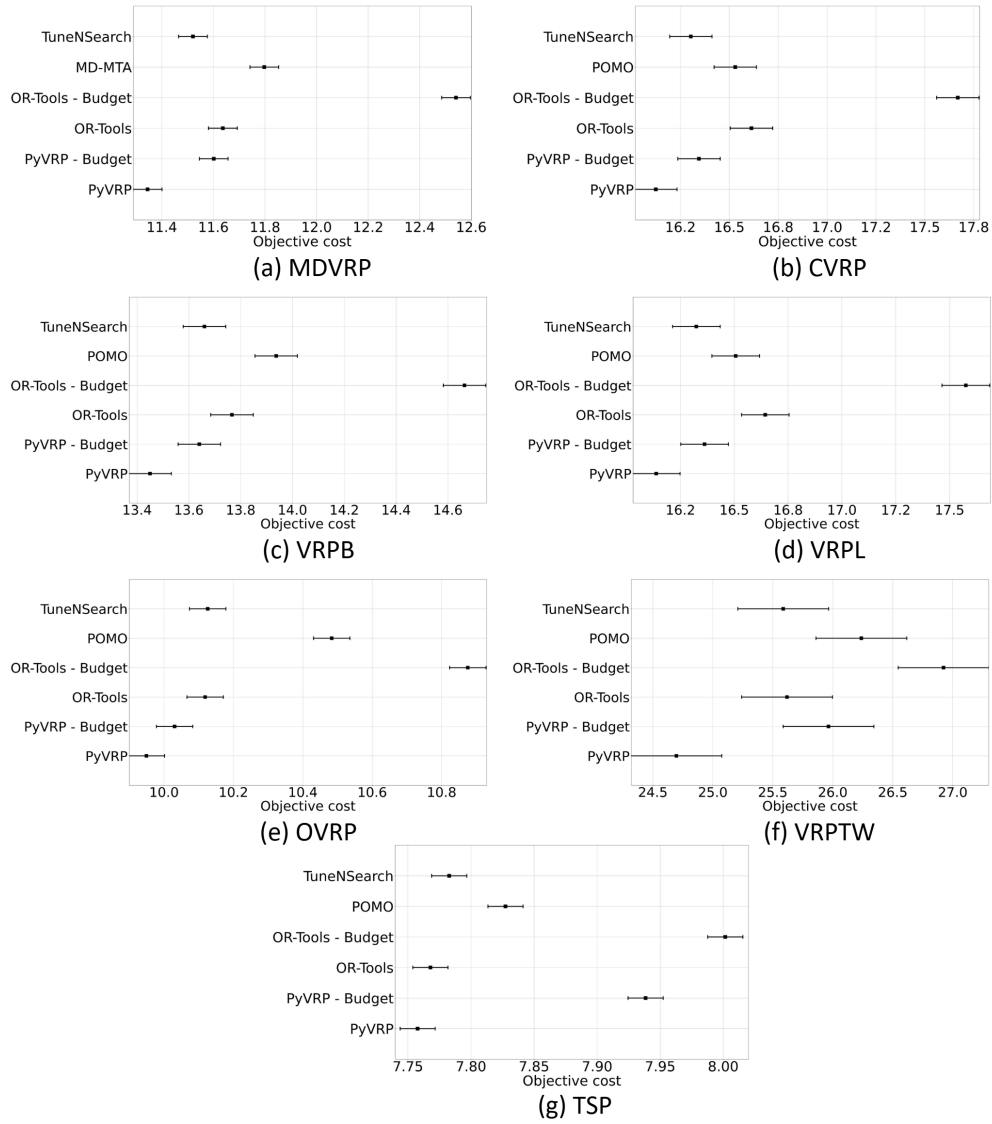 TuneNSearch
MD-MTA
OR-Tools - Budget
OR-Tools
PyVRP - Budget
PyVRP
11.4 11.6 11.8 12.0 12.2 12.4 12.6
Objective cost
(a) MDVRP
TuneNSearch
POMO
OR-Tools - Budget
OR-Tools
PyVRP - Budget
PyVRP
16.2 16.5 16.8 17.0 17.2 17.5 17.8
Objective cost
(b) CVRP
TuneNSearch
POMO
OR-Tools - Budget
OR-Tools
PyVRP - Budget
PyVRP
13.4 13.6 13.8 14.0 14.2 14.4 14.6
Objective cost
(c) VRPB
TuneNSearch
POMO
OR-Tools - Budget
OR-Tools
PyVRP - Budget
PyVRP
16.2 16.5 16.8 17.0 17.2 17.5
Objective cost
(d) VRPL
TuneNSearch
POMO
OR-Tools - Budget
OR-Tools
PyVRP - Budget
PyVRP
10.0 10.2 10.4 10.6 10.8
Objective cost
(e) OVRP
TuneNSearch
POMO
OR-Tools - Budget
OR-Tools
PyVRP - Budget
PyVRP
24.5 25.0 25.5 26.0 26.5 27.0
Objective cost
(f) VRPTW
TuneNSearch
POMO
OR-Tools - Budget
OR-Tools
PyVRP - Budget
PyVRP
7.75 7.80 7.85 7.90 7.95 8.00
Objective cost
(g) TSP